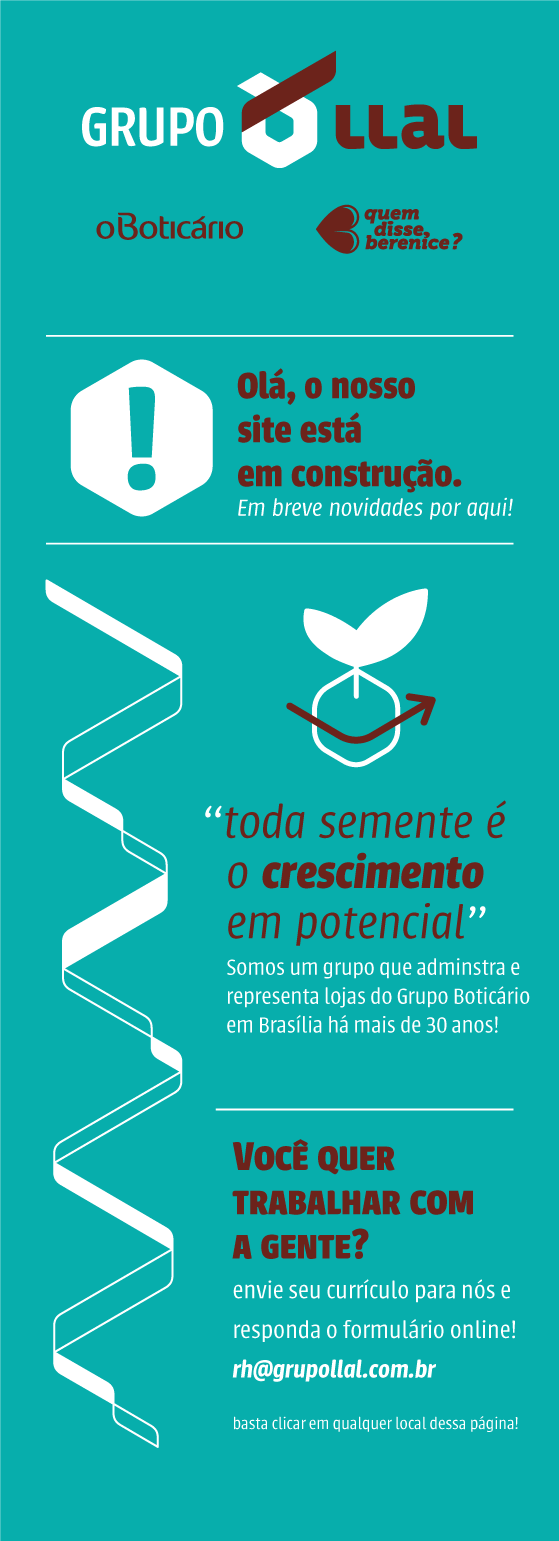 GRUPO LLAL
oBoticário
quem
disse,
berenice?
!
Olá, o nosso
site está
em construção.
Em breve novidades por aqui!
“toda semente é
o crescimento
em potencial”
Somos um grupo que adminstra e
representa lojas do Grupo Boticário
em Brasília há mais de 30 anos!
VOCÊ QUER
TRABALHAR COM
A GENTE?
envie seu currículo para nós e
responda o formulário online!
rh@grupollal.com.br
basta clicar em qualquer local dessa página!